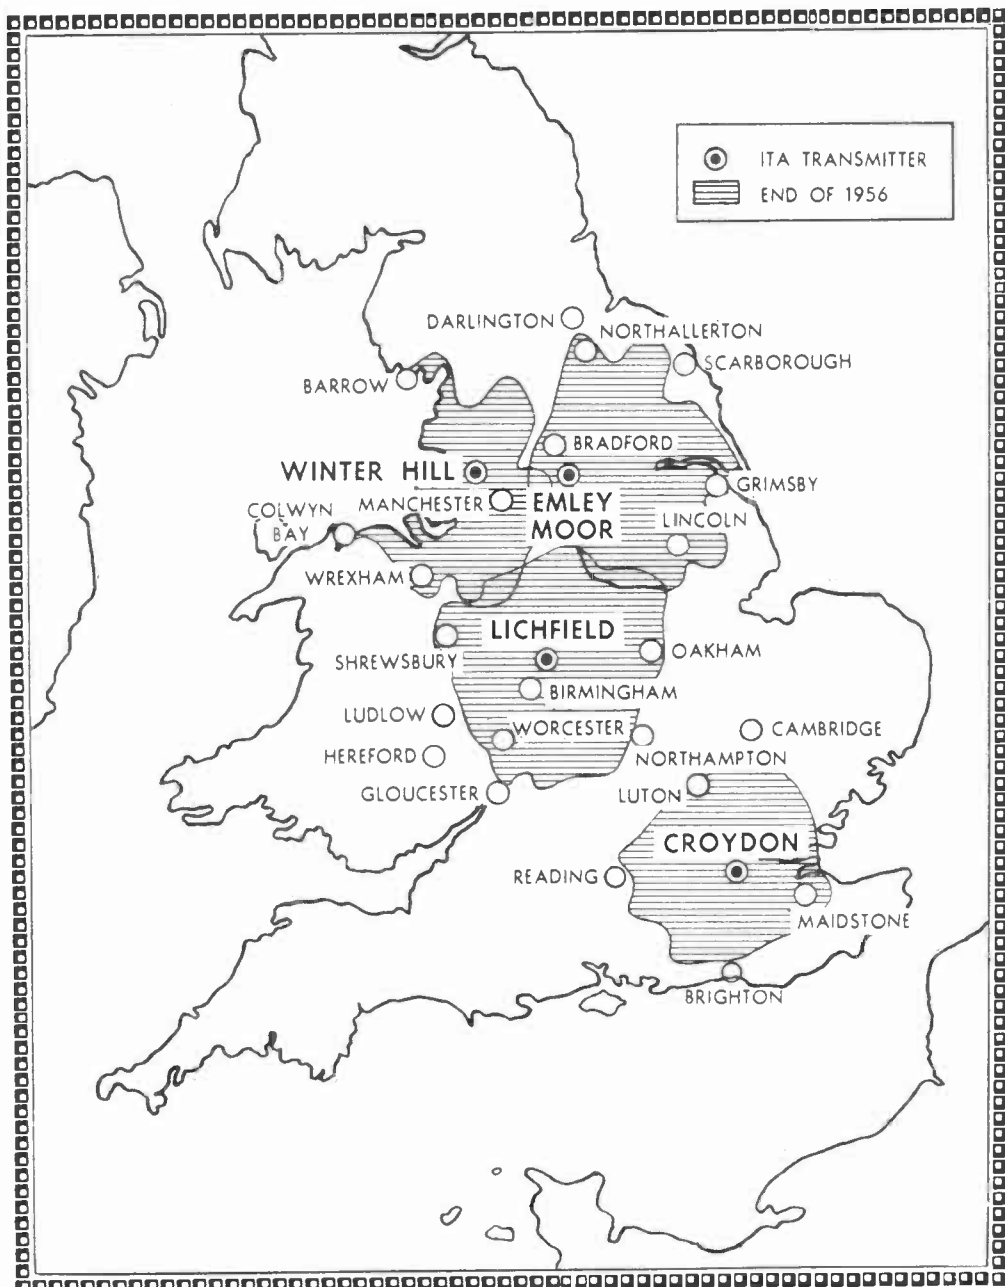 ITA TRANSMITTER
END OF 1956
DARLINGTON
NORTHALLERTON
SCARBOROUGH
BARROW
BRADFORD
WINTER HILL
MANCHESTER
EMLEY
MOOR
GRIMSBY
COLWYN
BAY
LINCOLN
WREXHAM
LICHFIELD
SHREWSBURY
OAKHAM
BIRMINGHAM
LUDLOW
WORCESTER
CAMBRIDGE
HEREFORD
NORTHAMPTON
GLOUCESTER
LUTON
CROYDON
READING
MAIDSTONE
BRIGHTON